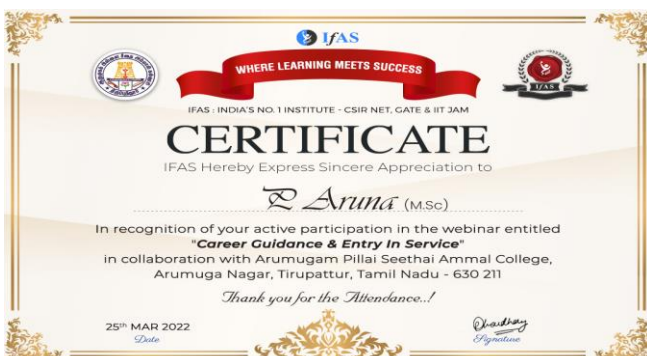 IfAS
WHERE LEARNING MEETS SUCCESS
IFAS
IFAS : INDIA'S NO. 1 INSTITUTE - CSIR NET, GATE & IIT JAM
CERTIFICATE
IFAS Hereby Express Sincere Appreciation to
P Aruna (M.Sc)
In recognition of your active participation in the webinar entitled
"Career Guidance & Entry In Service"
in collaboration with Arumugam Pillai Seethai Ammal College,
Arumuga Nagar, Tirupattur, Tamil Nadu - 630 211
Thank you for the Attendance..!
25th MAR 2022
Date
Chaudhary
Signature